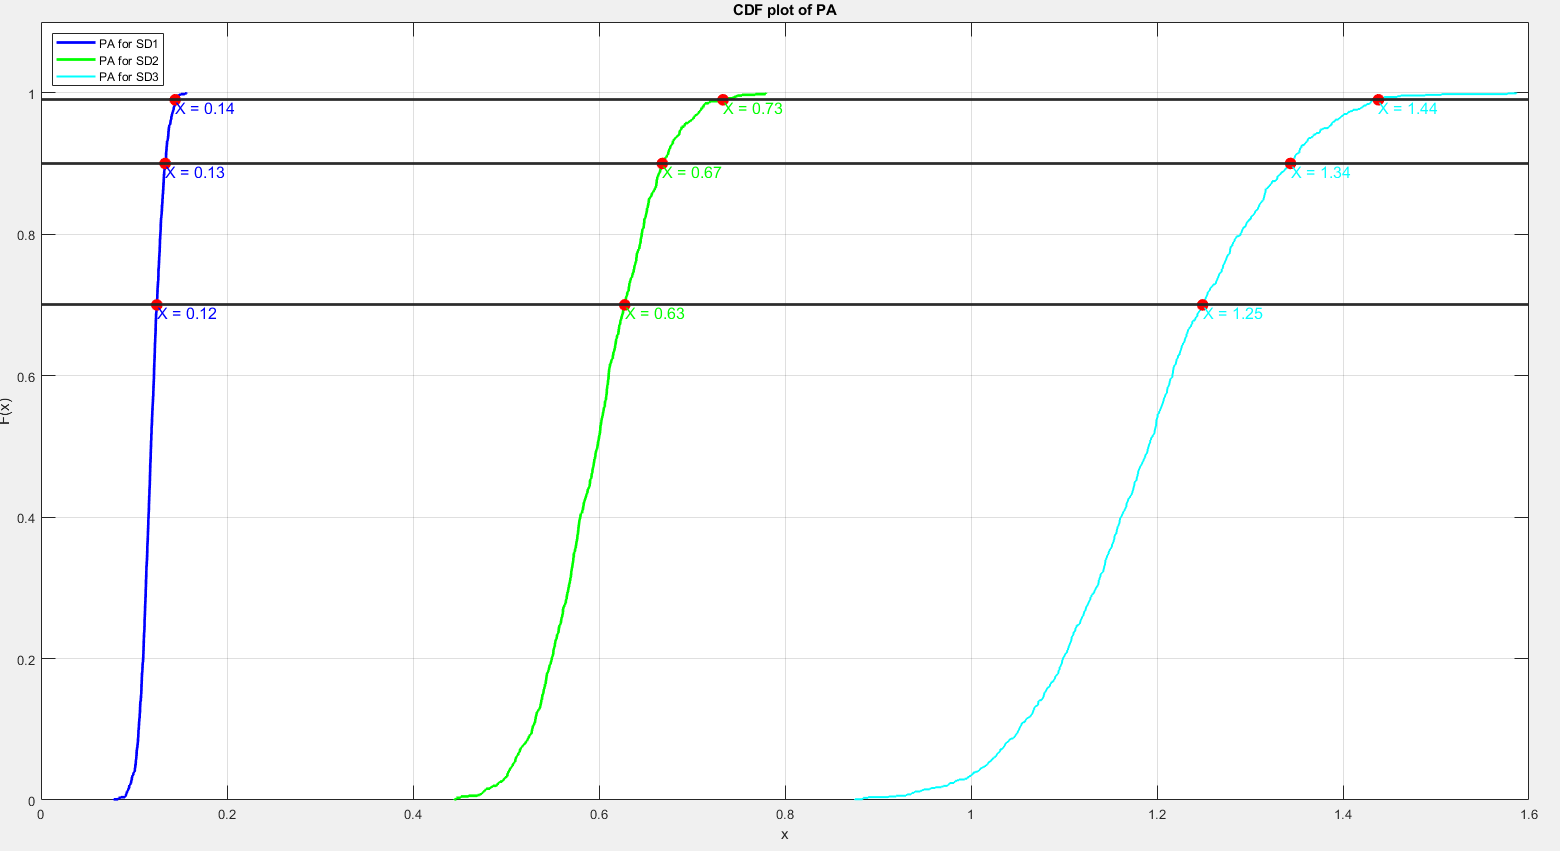 CDF plot of PA
PA for SD1
PA for SD2
PA for SD3
1
X = 0.14
X = 0.73
X = 1.44
X = 0.13
X = 0.67
X = 1.34
0.8
X = 0.12
X = 0.63
X = 1.25
0.6
F(x)
0.4
0.2
0
0 0.2 0.4 0.6 0.8 1 1.2 1.4 1.6
x